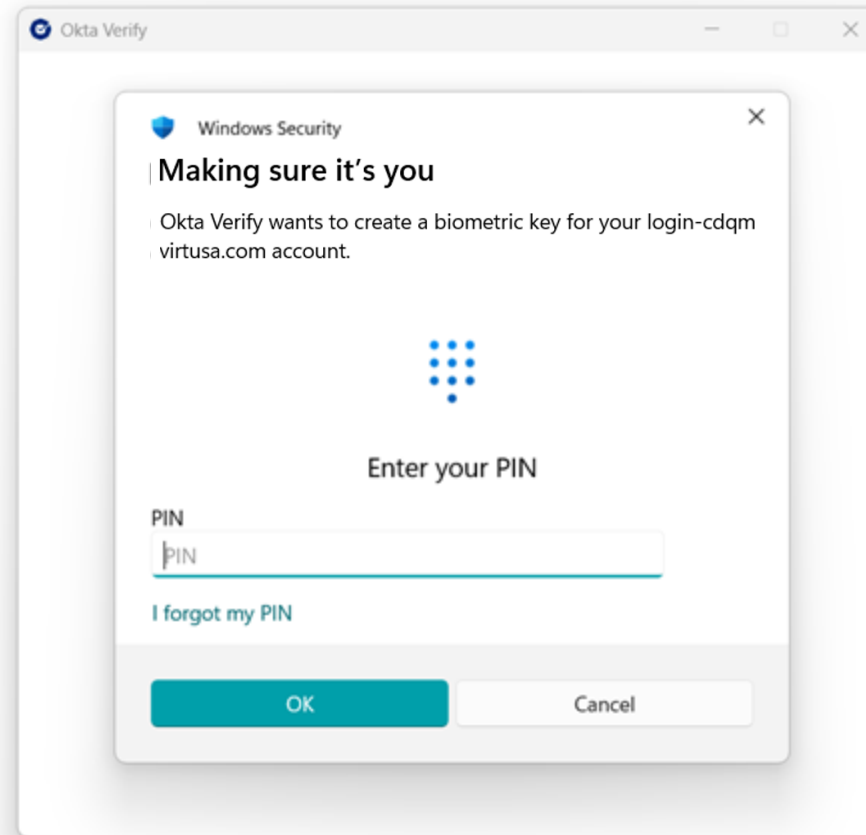 Okta Verify
Windows Security
Making sure it's you
Okta Verify wants to create a biometric key for your login-cdqm
virtusa.com account.
Enter your PIN
PIN
PIN
I forgot my PIN
OK Cancel